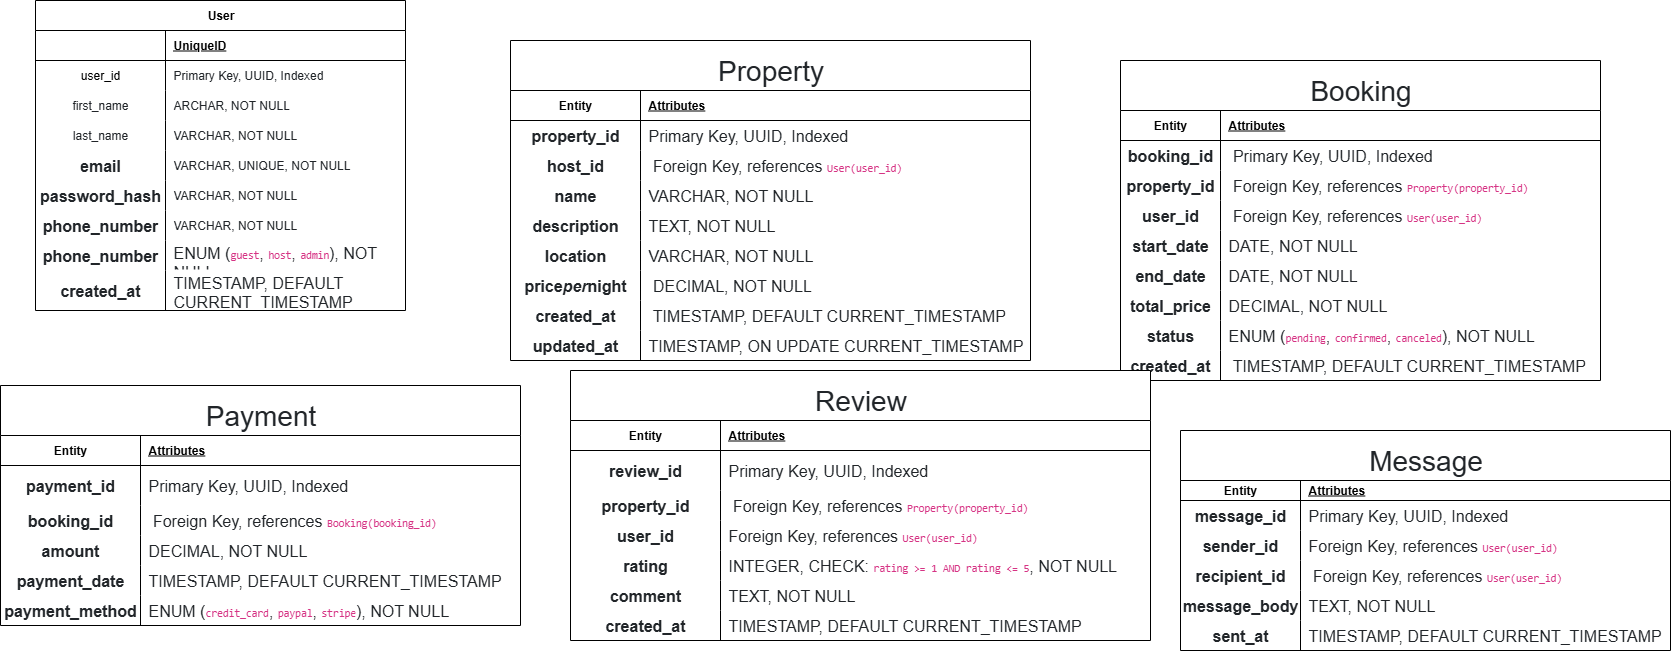 User
UniqueID
user_id Primary Key, UUID, Indexed
first_name ARCHAR, NOT NULL
last_name VARCHAR, NOT NULL
email VARCHAR, UNIQUE, NOT NULL
password_hash VARCHAR, NOT NULL
phone_number VARCHAR, NOT NULL
phone_number ENUM (guest, host, admin), NOT
NULL
created_at TIMESTAMP, DEFAULT
CURRENT_TIMESTAMP
Property
Entity Attributes
property_id Primary Key, UUID, Indexed
host_id Foreign Key, references User(user_id)
name VARCHAR, NOT NULL
description TEXT, NOT NULL
location VARCHAR, NOT NULL
pricepernight DECIMAL, NOT NULL
created_at TIMESTAMP, DEFAULT CURRENT_TIMESTAMP
updated_at TIMESTAMP, ON UPDATE CURRENT_TIMESTAMP
Booking
Entity Attributes
booking_id Primary Key, UUID, Indexed
property_id Foreign Key, references Property(property_id)
user_id Foreign Key, references User(user_id)
start_date DATE, NOT NULL
end_date DATE, NOT NULL
total_price DECIMAL, NOT NULL
status ENUM (pending, confirmed, canceled), NOT NULL
created_at TIMESTAMP, DEFAULT CURRENT_TIMESTAMP
Payment
Entity Attributes
payment_id Primary Key, UUID, Indexed
booking_id Foreign Key, references Booking(booking_id)
amount DECIMAL, NOT NULL
payment_date TIMESTAMP, DEFAULT CURRENT_TIMESTAMP
payment_method ENUM (credit_card, paypal, stripe), NOT NULL
Review
Entity Attributes
review_id Primary Key, UUID, Indexed
property_id Foreign Key, references Property(property_id)
user_id Foreign Key, references User(user_id)
rating INTEGER, CHECK: rating >= 1 AND rating <= 5, NOT NULL
comment TEXT, NOT NULL
created_at TIMESTAMP, DEFAULT CURRENT_TIMESTAMP
Message
Entity Attributes
message_id Primary Key, UUID, Indexed
sender_id Foreign Key, references User(user_id)
recipient_id Foreign Key, references User(user_id)
message_body TEXT, NOT NULL
sent_at TIMESTAMP, DEFAULT CURRENT_TIMESTAMP